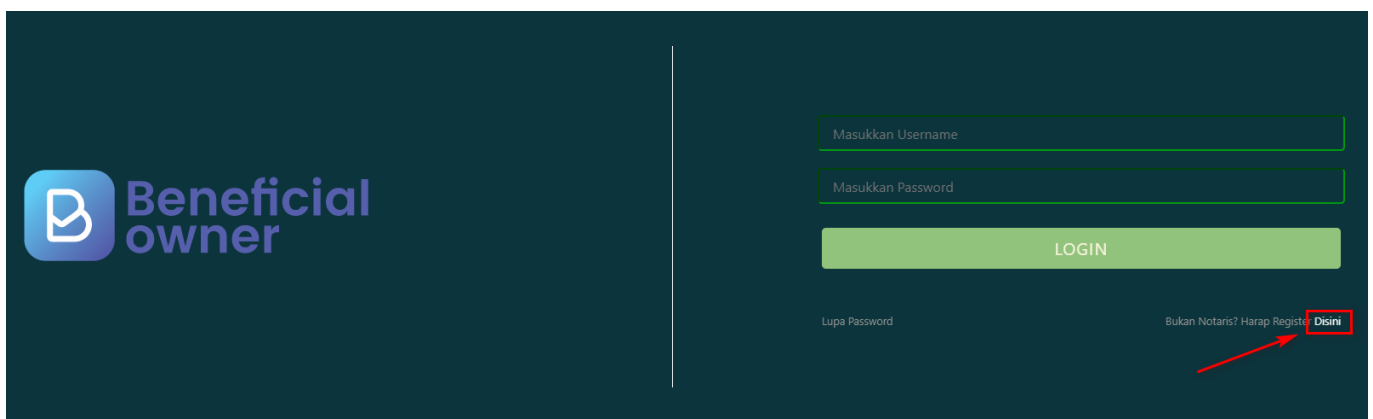 Beneficial
owner
Masukkan Username
Masukkan Password
LOGIN
Lupa Password
Bukan Notaris? Harap Register Disini